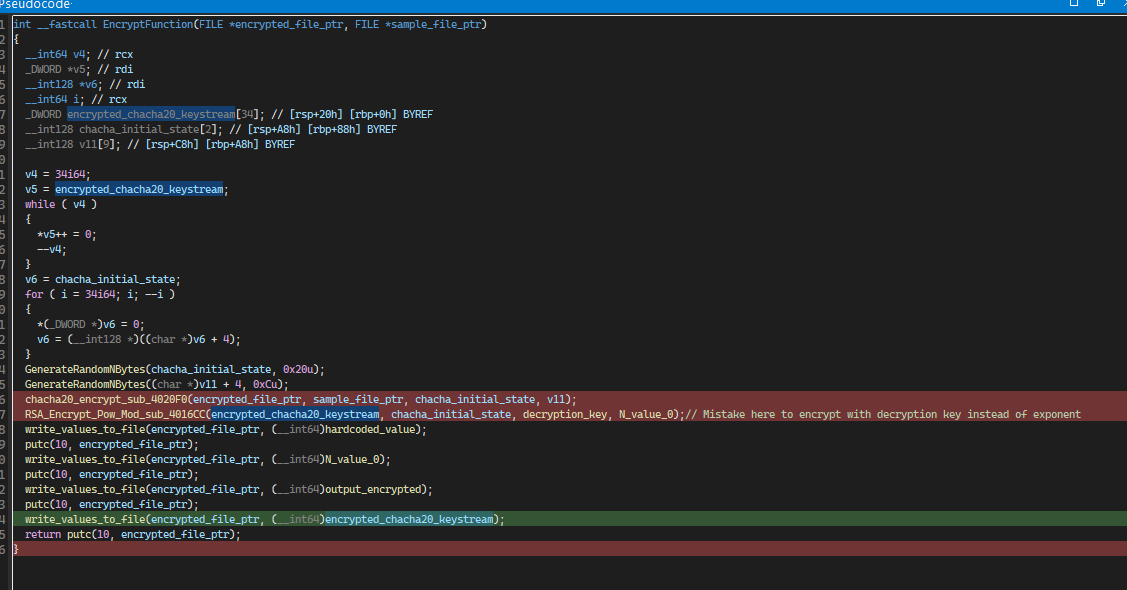 Pseudocode
1 int __fastcall EncryptFunction(FILE *encrypted_file_ptr, FILE *sample_file_ptr)
2 {
3 __int64 v4; // rcx
4 _DWORD *v5; // rdi
5 __int128 *v6; // rdi
6 __int64 i; // rcx
7 _DWORD encrypted_chacha20_keystream[34]; // [rsp+20h] [rbp+0h] BYREF
8 __int128 chacha_initial_state[2]; // [rsp+A8h] [rbp+88h] BYREF
9 __int128 v11[9]; // [rsp+C8h] [rbp+A8h] BYREF
0
1 v4 = 34i64;
2 v5 = encrypted_chacha20_keystream;
3 while ( v4 )
4 {
5 *v5++ = 0;
6 --v4;
7 }
8 v6 = chacha_initial_state;
9 for ( i = 34i64; i; --i )
0 {
1 *(_DWORD *)v6 = 0;
2 v6 = (__int128 *)((char *)v6 + 4);
3 }
4 GenerateRandomNBytes(chacha_initial_state, 0x20u);
5 GenerateRandomNBytes((char *)v11 + 4, 0xCu);
6 chacha20_encrypt_sub_4020F0(encrypted_file_ptr, sample_file_ptr, chacha_initial_state, v11);
7 RSA_Encrypt_Pow_Mod_sub_4016CC(encrypted_chacha20_keystream, chacha_initial_state, decryption_key, N_value_0);// Mistake here to encrypt with decryption key instead of exponent
8 write_values_to_file(encrypted_file_ptr, (__int64)hardcoded_value);
9 putc(10, encrypted_file_ptr);
0 write_values_to_file(encrypted_file_ptr, (__int64)N_value_0);
1 putc(10, encrypted_file_ptr);
2 write_values_to_file(encrypted_file_ptr, (__int64)output_encrypted);
3 putc(10, encrypted_file_ptr);
4 write_values_to_file(encrypted_file_ptr, (__int64)encrypted_chacha20_keystream);
5 return putc(10, encrypted_file_ptr);
6 }